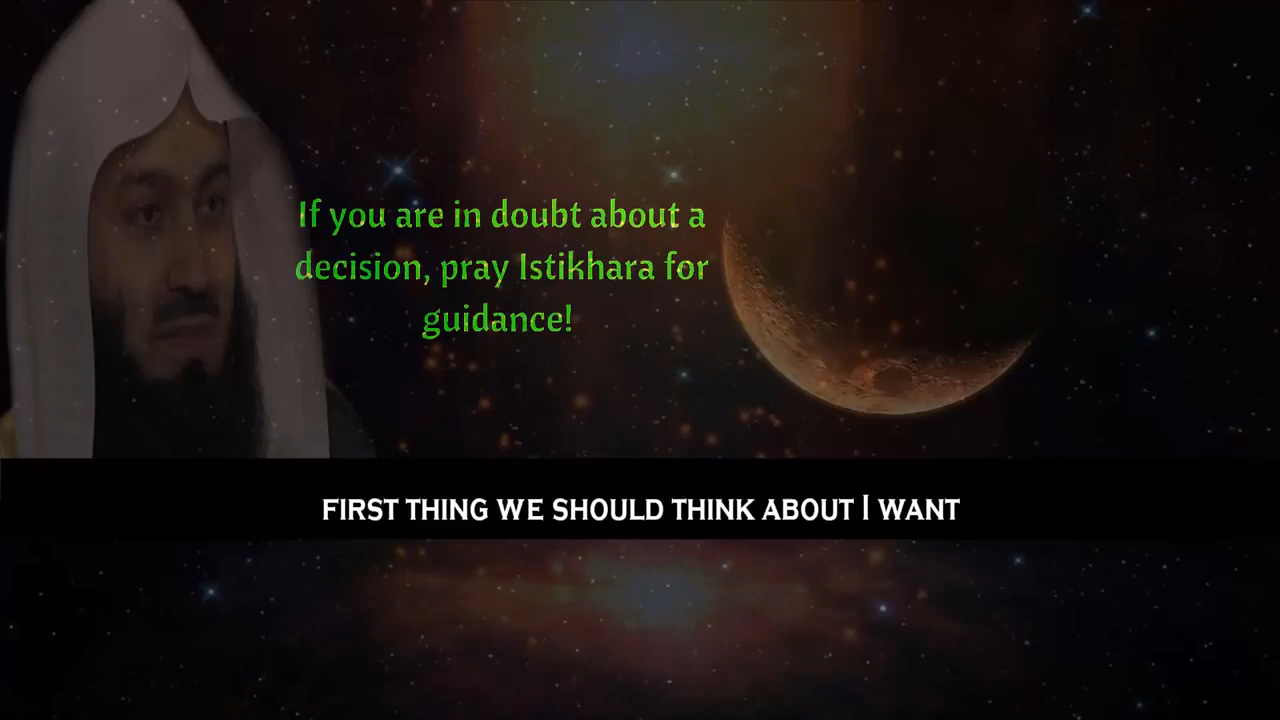 If you are in doubt about a
decision, pray Istikhara for
guidance!
FIRST THING WE SHOULD THINK ABOUT I WANT